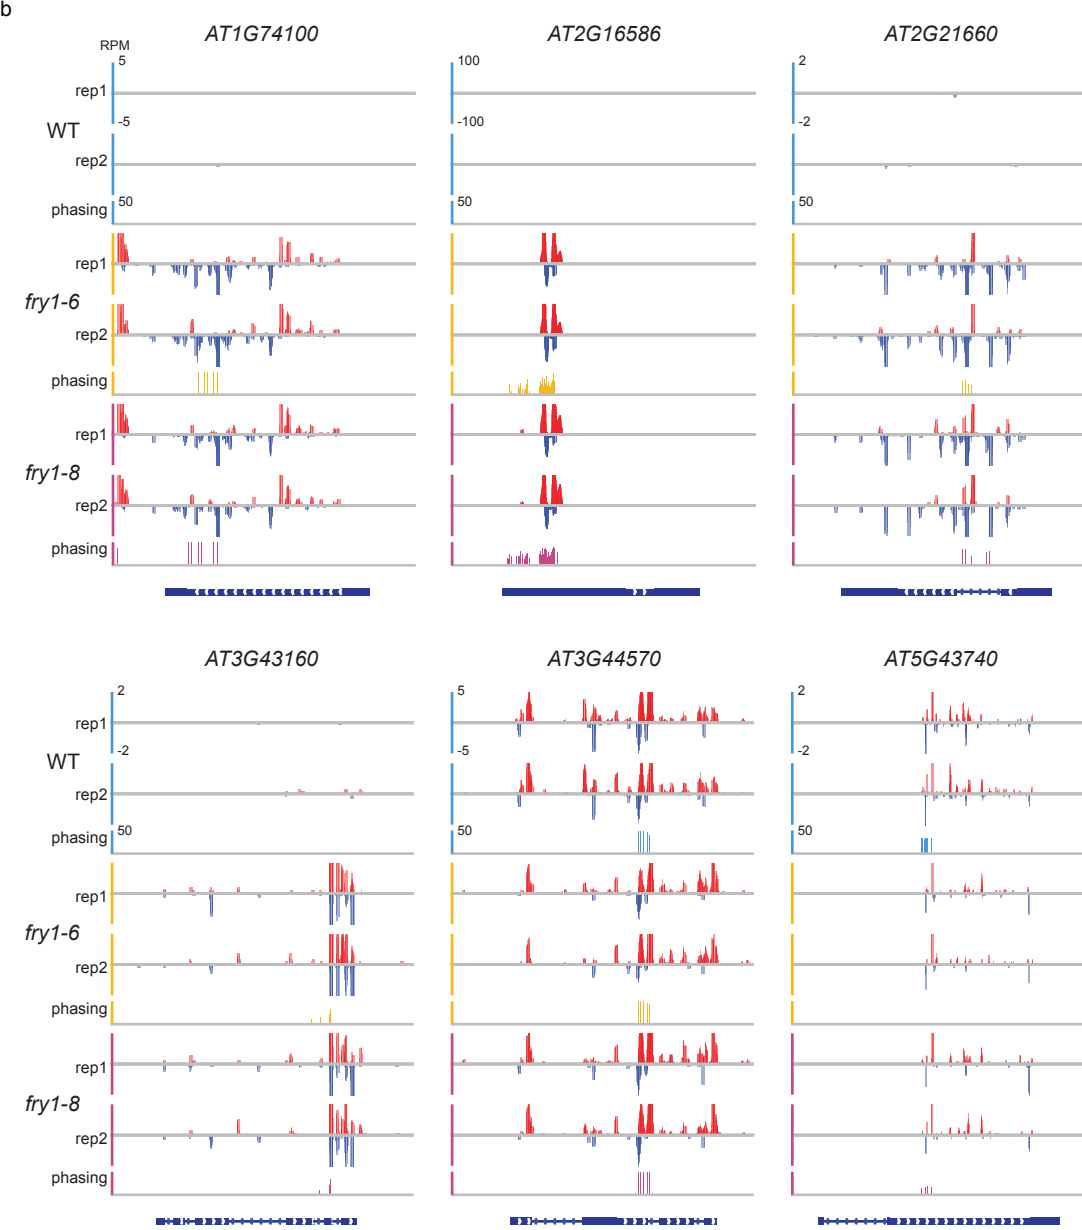 b
AT1G74100 AT2G16586 AT2G21660
RPM
5 100 2
rep1
-5 -100 -2
WT
rep2
50 50 50
phasing
rep1
fry1-6
rep2
phasing
rep1
fry1-8
rep2
phasing
AT3G43160 AT3G44570 AT5G43740
2 5 2
rep1
-2 -5 -2
WT
rep2
50 50 50
phasing
rep1
fry1-6
rep2
phasing
rep1
fry1-8
rep2
phasing